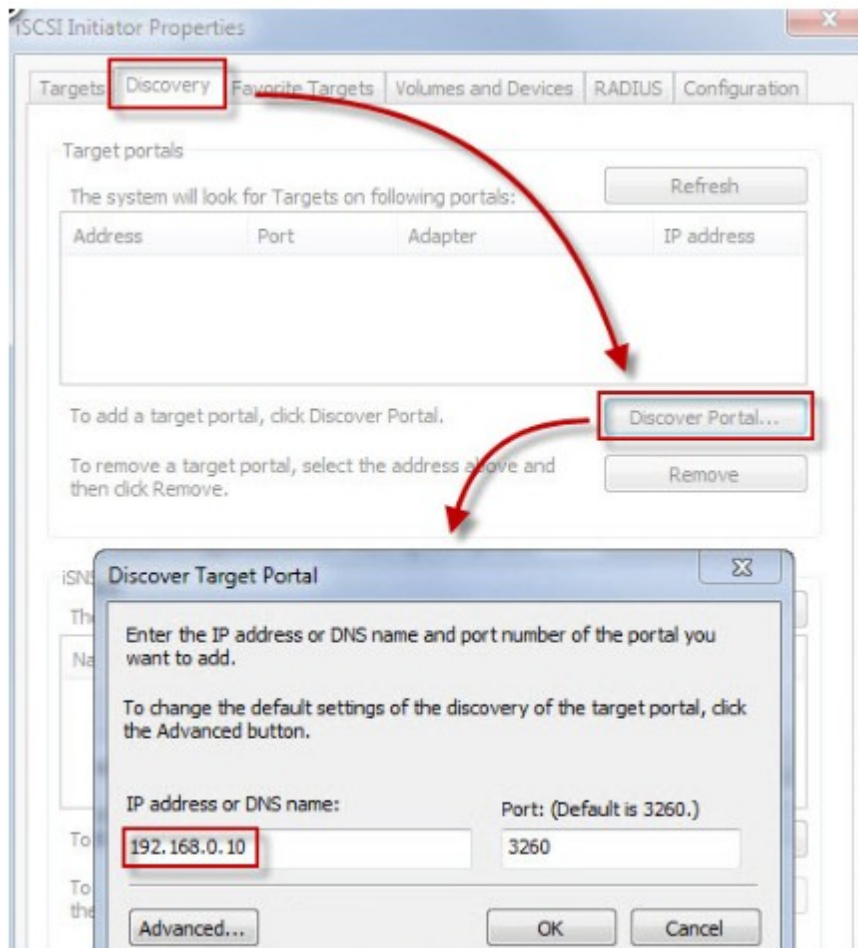 iSCSI Initiator Properties
Targets Discovery Favorite Targets Volumes and Devices RADIUS Configuration
Target portals
The system will look for Targets on following portals:
Refresh
Address Port Adapter IP address
To add a target portal, click Discover Portal.
Discover Portal...
To remove a target portal, select the address above and
then click Remove.
Remove
Discover Target Portal
Enter the IP address or DNS name and port number of the portal you
want to add.
To change the default settings of the discovery of the target portal, click
the Advanced button.
IP address or DNS name:
Port: (Default is 3260.)
192.168.0.10
3260
To
To
the
Advanced...
OK
Cancel